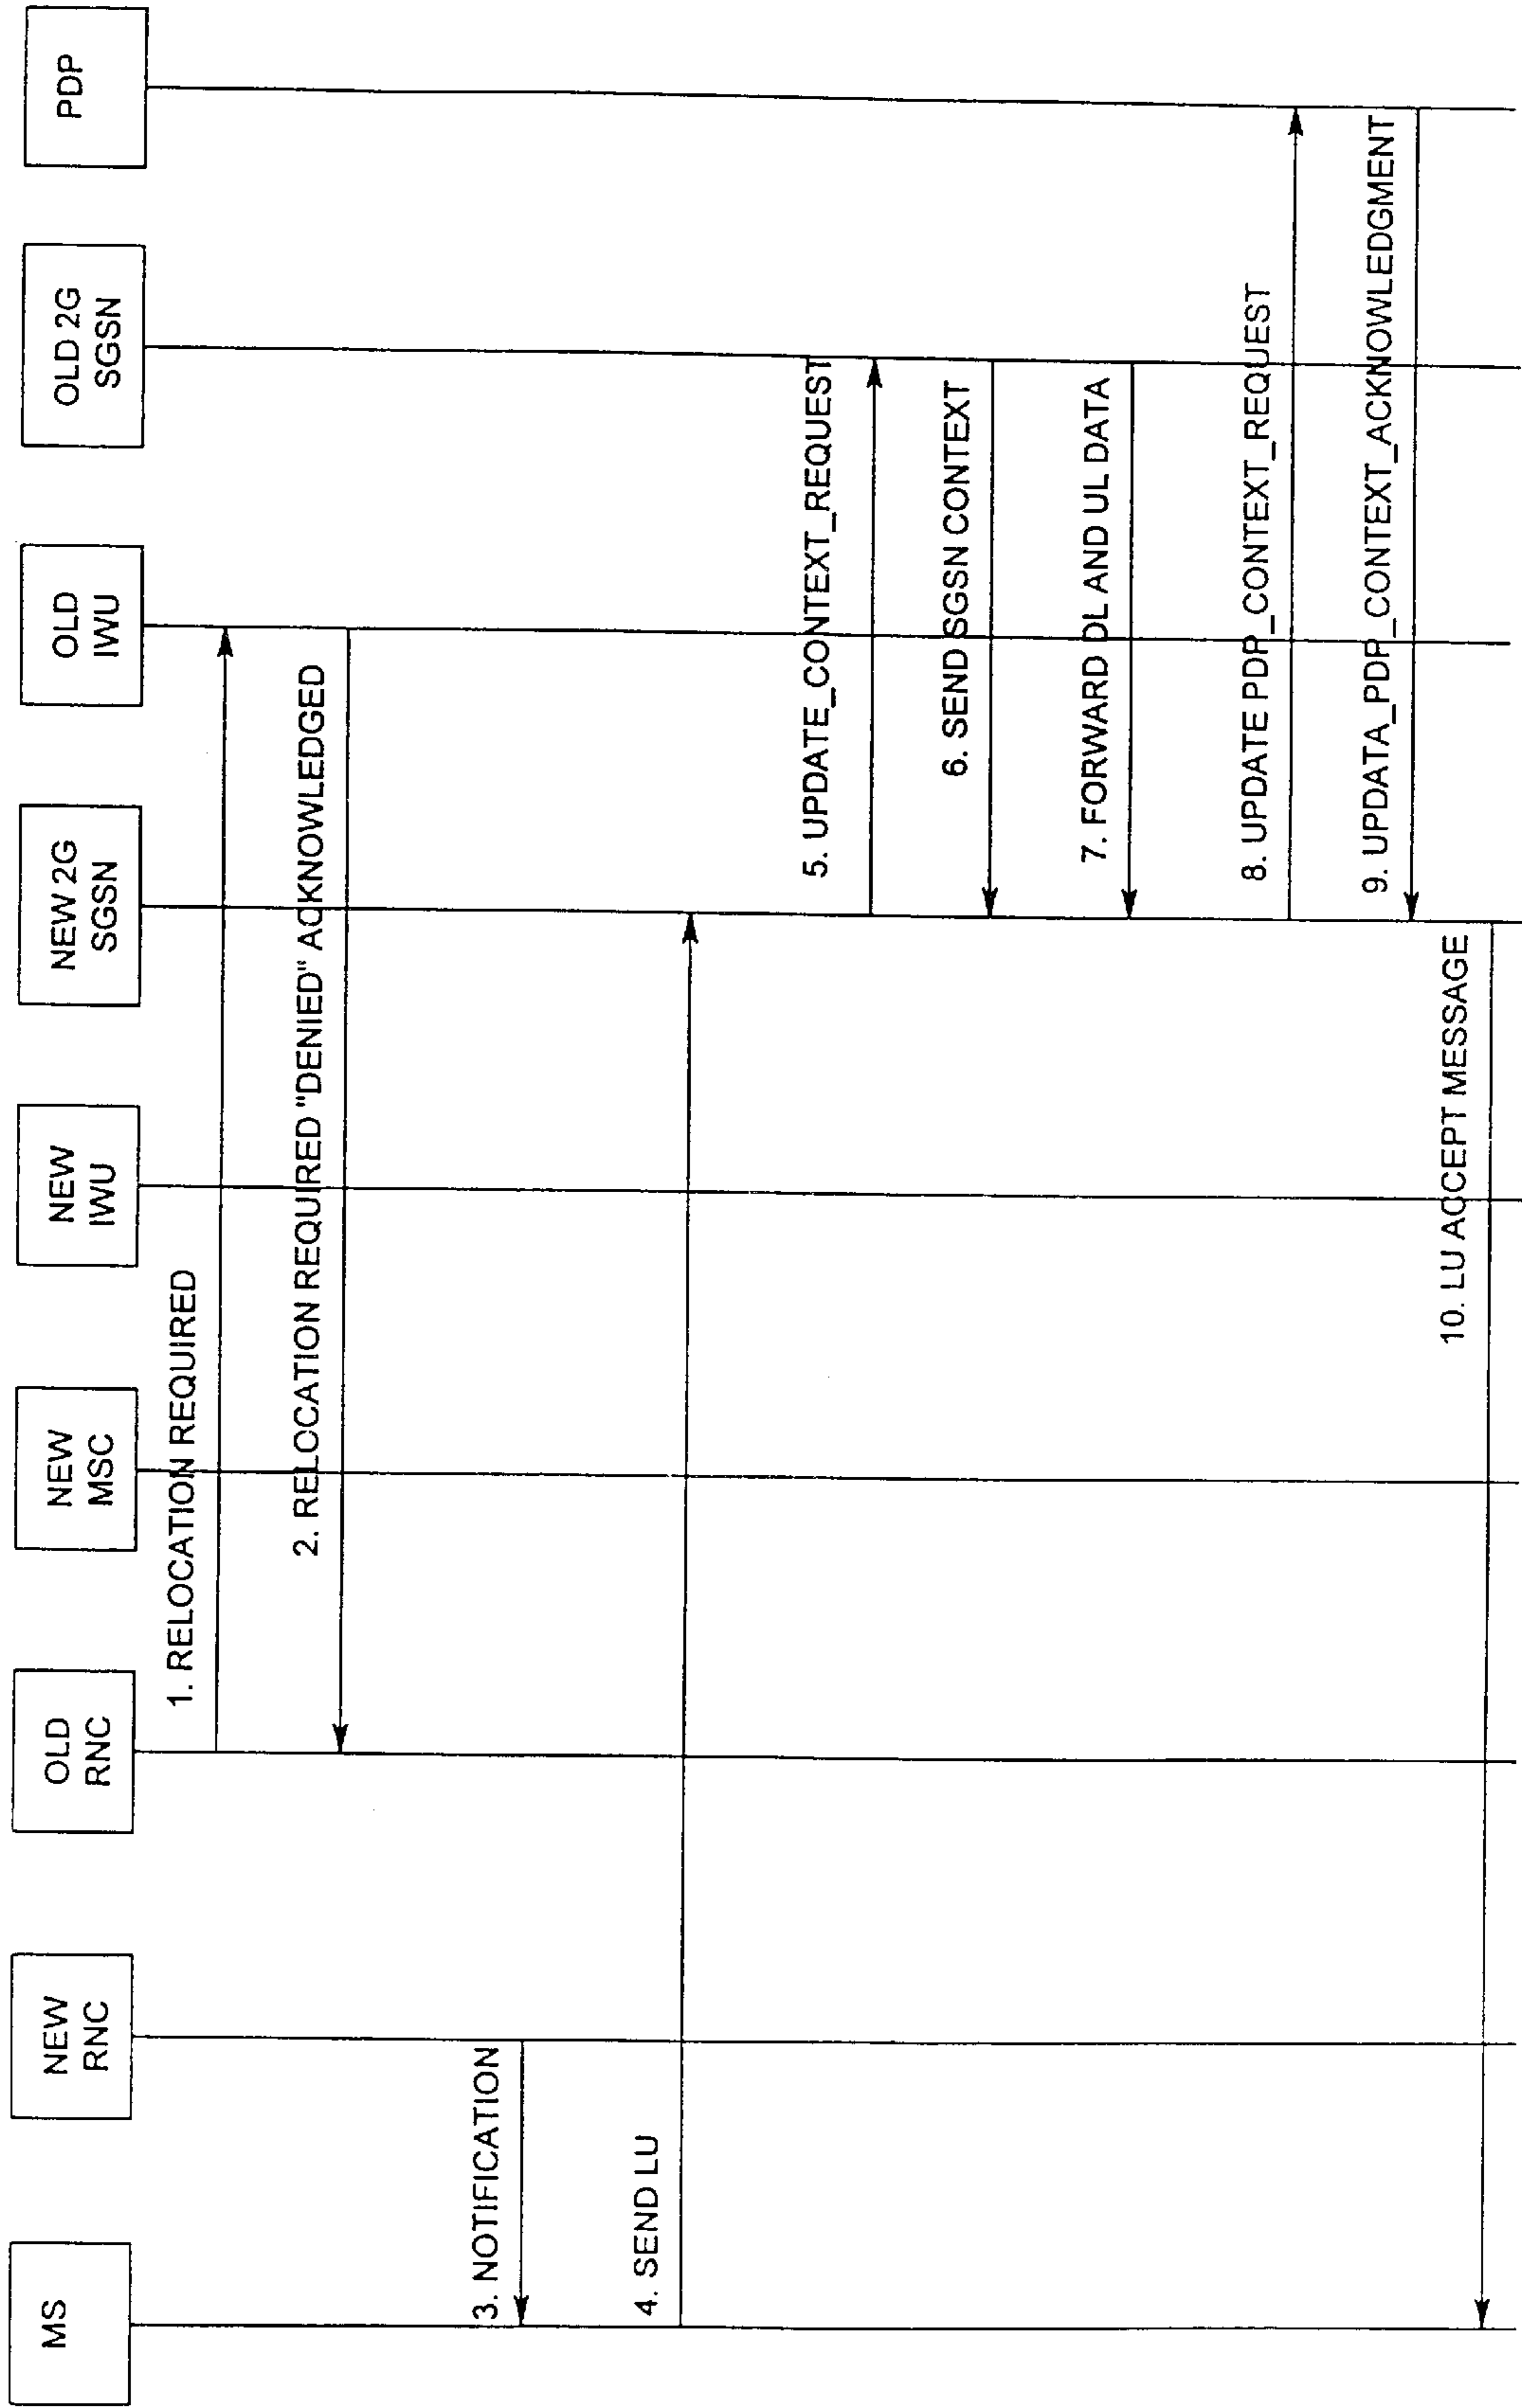 MS
NEW
RNC
OLD
RNC
NEW
MSC
NEW
IWU
NEW 2G
SGSN
OLD
IWU
OLD 2G
SGSN
PDP
1. RELOCATION REQUIRED
2. RELOCATION REQUIRED "DENIED" ACKNOWLEDGED
3. NOTIFICATION
4. SEND LU
5. UPDATE_CONTEXT_REQUEST
6. SEND SGSN CONTEXT
7. FORWARD DL AND UL DATA
8. UPDATE PDP_CONTEXT_REQUEST
9. UPDATA_PDP_CONTEXT_ACKNOWLEDGMENT
10. LU ACCEPT MESSAGE